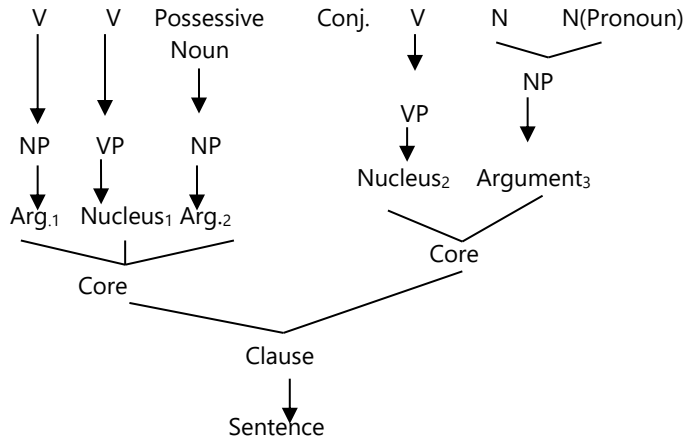 V V Possessive Noun Conj. V N N(Pronoun)
NP
VP
NP VP NP
Nucleus2 Argument3
Arg.1 Nucleus1 Arg.2
Core
Core
Clause
Sentence